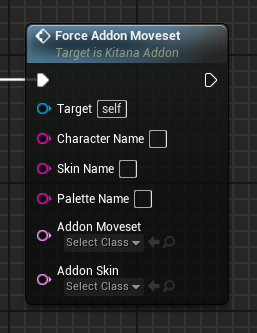 Force Addon Moveset
Target is Kitana Addon
Target self
Character Name
Skin Name
Palette Name
Addon Moveset
Select Class
Addon Skin
Select Class